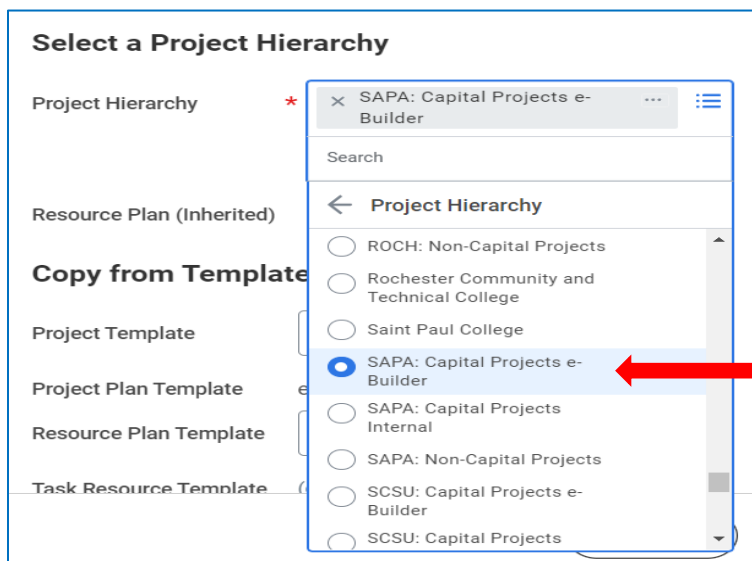 Select a Project Hierarchy
Project Hierarchy *
× SAPA: Capital Projects e-
Builder
Search
Project Hierarchy
Resource Plan (Inherited)
ROCH: Non-Capital Projects
Copy from Template
Rochester Community and
Technical College
Project Template
Saint Paul College
SAPA: Capital Projects e-
Builder
Project Plan Template e
SAPA: Capital Projects
Internal
Resource Plan Template
SAPA: Non-Capital Projects
Task Resource Template (
SCSU: Capital Projects e-
Builder
SCSU: Capital Projects